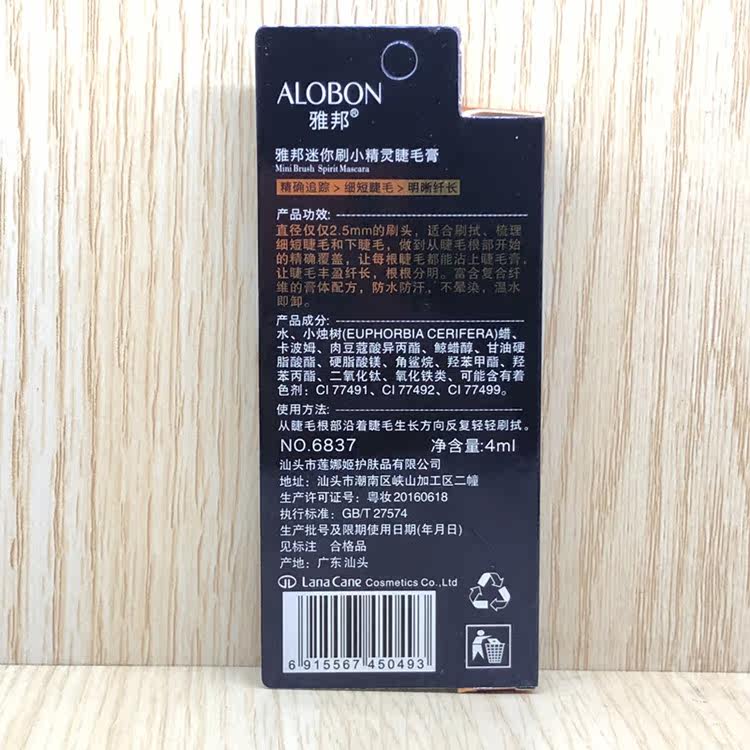 ALOBON
雅邦®
雅邦迷你刷小精灵睫毛膏
Mini Brush Spirit Mascara
精确追踪 > 细短睫毛 > 明晰纤长
产品功效:
直径仅仅2.5mm的刷头，适合刷拭、梳理
细短睫毛和下睫毛，做到从睫毛根部开始
的精确覆盖，让每根睫毛都能沾上睫毛膏，
让睫毛丰盈纤长，根根分明。富含复合纤
维的膏体配方，防水防汗，不晕染，温水
即卸。
产品成分:
水、小烛树(EUPHORBIA CERIFERA)蜡、
卡波姆、肉豆蔻酸异丙酯、鲸蜡醇、甘油硬
脂酸酯、硬脂酸镁、角鲨烷、羟苯甲酯、羟
苯丙酯、二氧化钛、氧化铁类、可能含有着
色剂：CI 77491、CI 77492、CI 77499。
使用方法:
从睫毛根部沿着睫毛生长方向反复轻轻刷拭。
NO.6837 净含量:4ml
汕头市莲娜姬护肤品有限公司
地址：汕头市潮南区峡山加工区二幢
生产许可证号：粤妆20160618
执行标准：GB/T 27574
生产批号及限期使用日期(年月日)
见标注 合格品
产地：广东汕头
Lana Cane Cosmetics Co.,Ltd
6 915567 450493